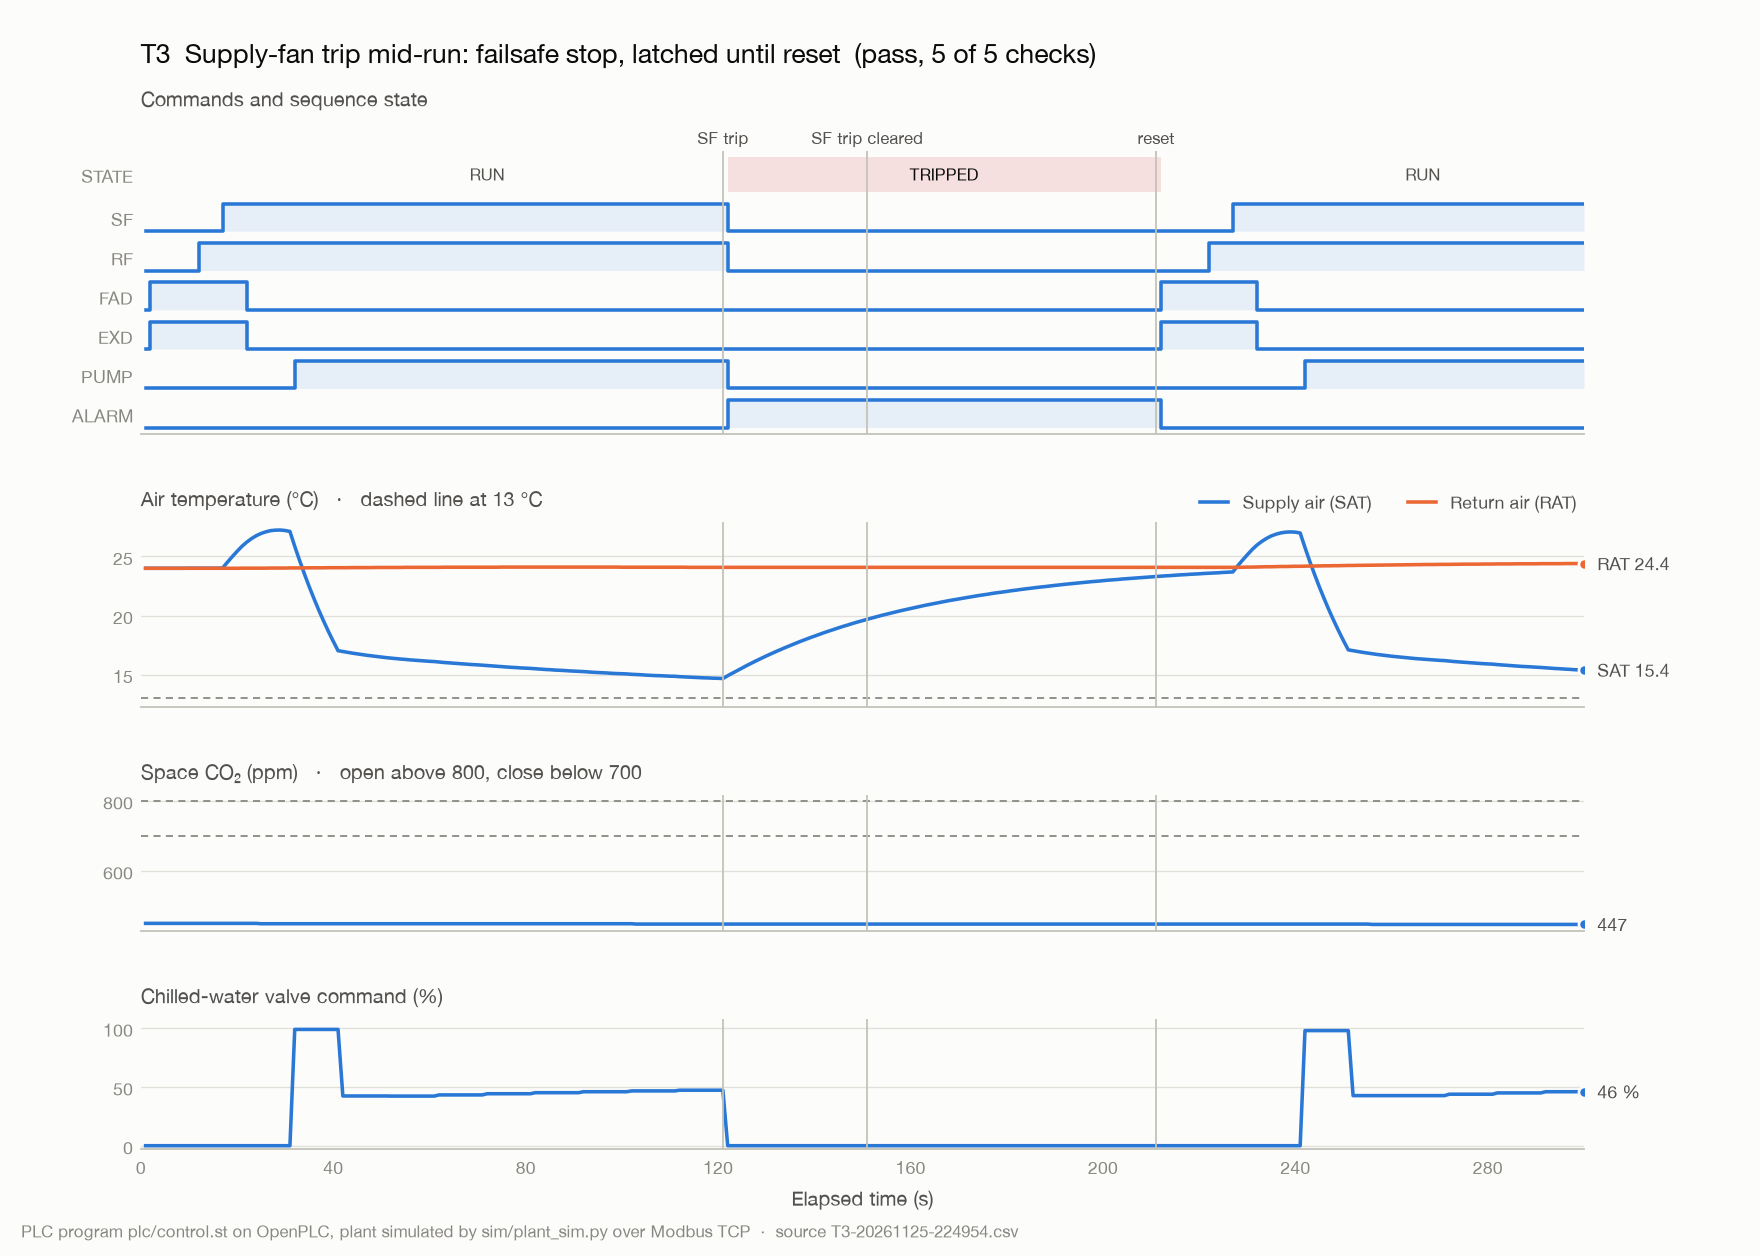 T3  Supply-fan trip mid-run: failsafe stop, latched until reset  (pass, 5 of 5 checks)
Commands and sequence state
SF trip
SF trip cleared
reset
STATE
RUN
TRIPPED
RUN
SF
RF
FAD
EXD
PUMP
ALARM
Air temperature (°C)  ·  dashed line at 13 °C
Supply air (SAT)
Return air (RAT)
25
20
15
RAT 24.4
SAT 15.4
Space CO₂ (ppm)  ·  open above 800, close below 700
800
600
447
Chilled-water valve command (%)
100
50
0
46 %
0 40 80 120 160 200 240 280
Elapsed time (s)
PLC program plc/control.st on OpenPLC, plant simulated by sim/plant_sim.py over Modbus TCP  ·  source T3-20261125-224954.csv